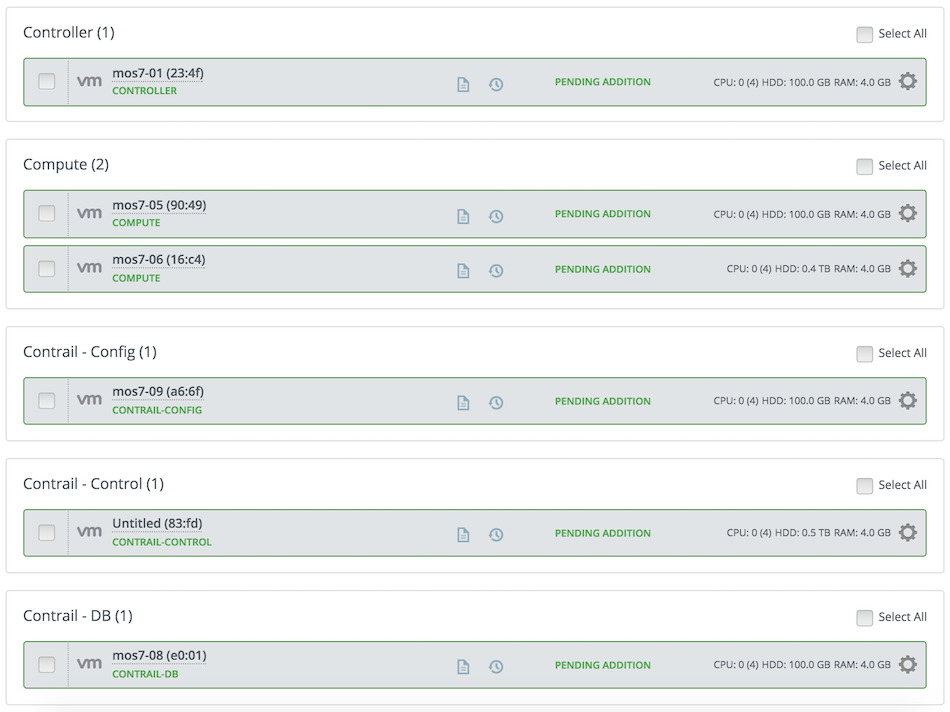 Controller (1)
Select All
vm
mos7-01 (23:4f)
CONTROLLER
PENDING ADDITION
CPU: 0 (4) HDD: 100.0 GB RAM: 4.0 GB
Compute (2)
Select All
vm
mos7-05 (90:49)
COMPUTE
PENDING ADDITION
CPU: 0 (4) HDD: 100.0 GB RAM: 4.0 GB
vm
mos7-06 (16:c4)
COMPUTE
PENDING ADDITION
CPU: 0 (4) HDD: 0.4 TB RAM: 4.0 GB
Contrail - Config (1)
Select All
vm
mos7-09 (a6:6f)
CONTRAIL-CONFIG
PENDING ADDITION
CPU: 0 (4) HDD: 100.0 GB RAM: 4.0 GB
Contrail - Control (1)
Select All
vm
Untitled (83:fd)
CONTRAIL-CONTROL
PENDING ADDITION
CPU: 0 (4) HDD: 0.5 TB RAM: 4.0 GB
Contrail - DB (1)
Select All
vm
mos7-08 (e0:01)
CONTRAIL-DB
PENDING ADDITION
CPU: 0 (4) HDD: 100.0 GB RAM: 4.0 GB